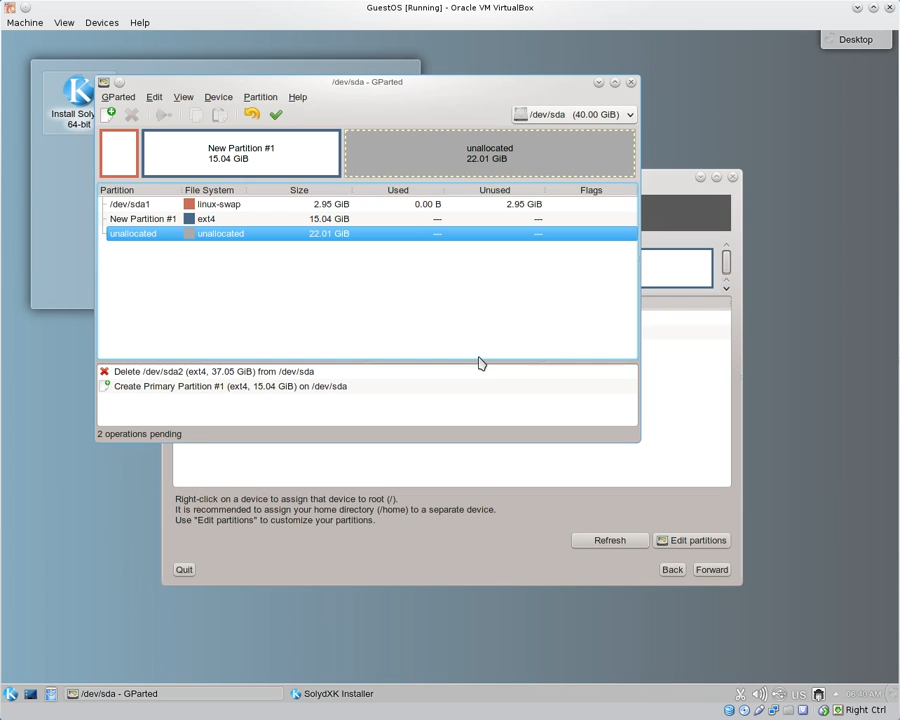 GuestOS [Running] - Oracle VM VirtualBox
Machine View Devices Help
Desktop
Install Soly
64-bit
/dev/sda - GParted
GParted Edit View Device Partition Help
/dev/sda (40.00 GiB)
New Partition #1
15.04 GiB
unallocated
22.01 GiB
Partition File System Size Used Unused Flags
/dev/sda1 linux-swap 2.95 GiB 0.00 B 2.95 GiB
New Partition #1 ext4 15.04 GiB --- ---
unallocated unallocated 22.01 GiB --- ---
Delete /dev/sda2 (ext4, 37.05 GiB) from /dev/sda
Create Primary Partition #1 (ext4, 15.04 GiB) on /dev/sda
2 operations pending
Right-click on a device to assign that device to root (/).
It is recommended to assign your home directory (/home) to a separate device.
Use "Edit partitions" to customize your partitions.
Refresh Edit partitions
Quit Back Forward
/dev/sda - GParted SolydXK Installer US 06:40 AM
Right Ctrl